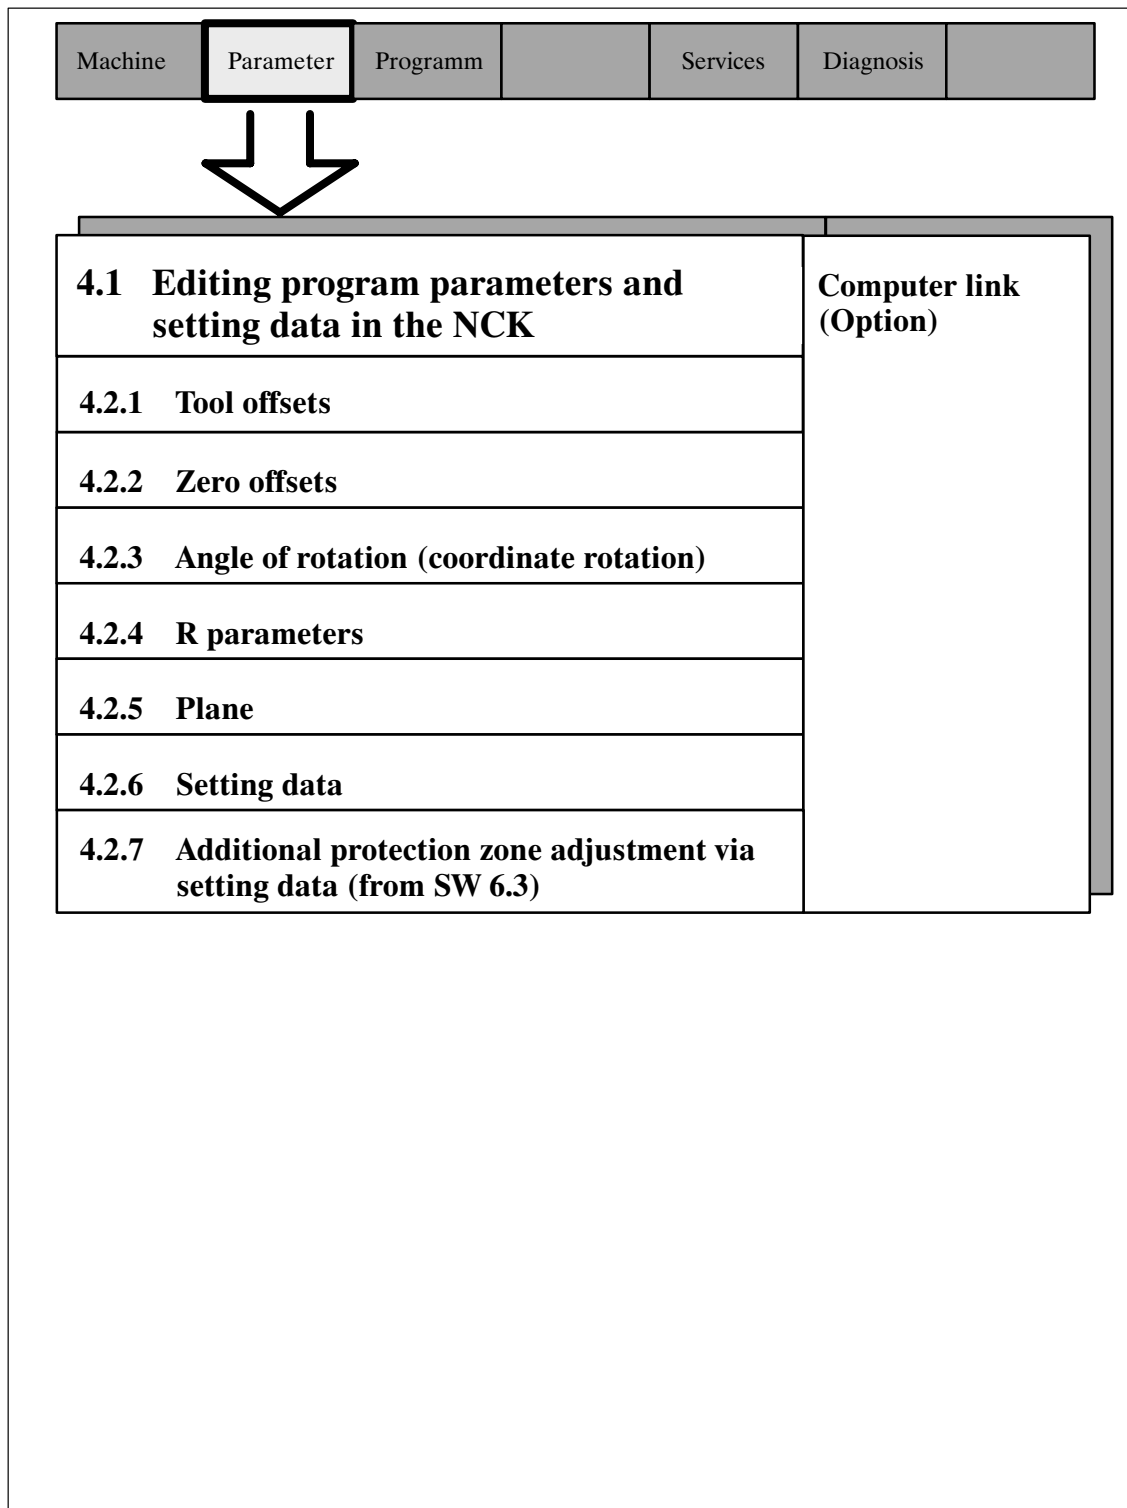 Machine Parameter Programm Services Diagnosis
4.1 Editing program parameters and
setting data in the NCK
Computer link
(Option)
4.2.1 Tool offsets
4.2.2 Zero offsets
4.2.3 Angle of rotation (coordinate rotation)
4.2.4 R parameters
4.2.5 Plane
4.2.6 Setting data
4.2.7 Additional protection zone adjustment via
setting data (from SW 6.3)